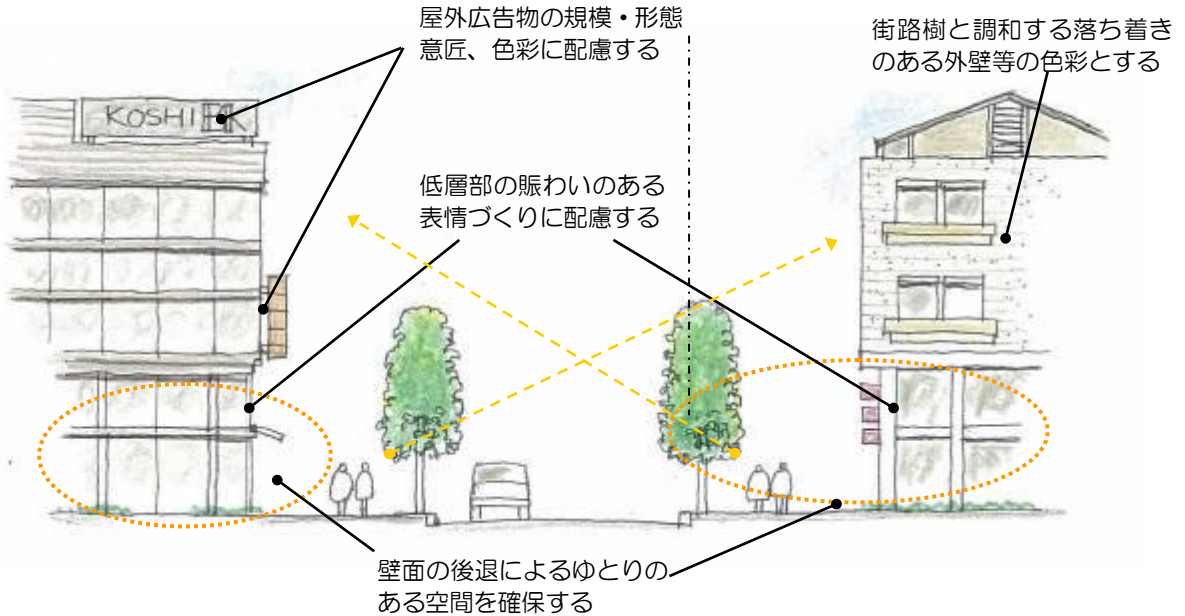 屋外広告物の規模・形態
意匠、色彩に配慮する
街路樹と調和する落ち着き
のある外壁等の色彩とする
KOSHI
低層部の賑わいのある
表情づくりに配慮する
壁面の後退によるゆとりの
ある空間を確保する